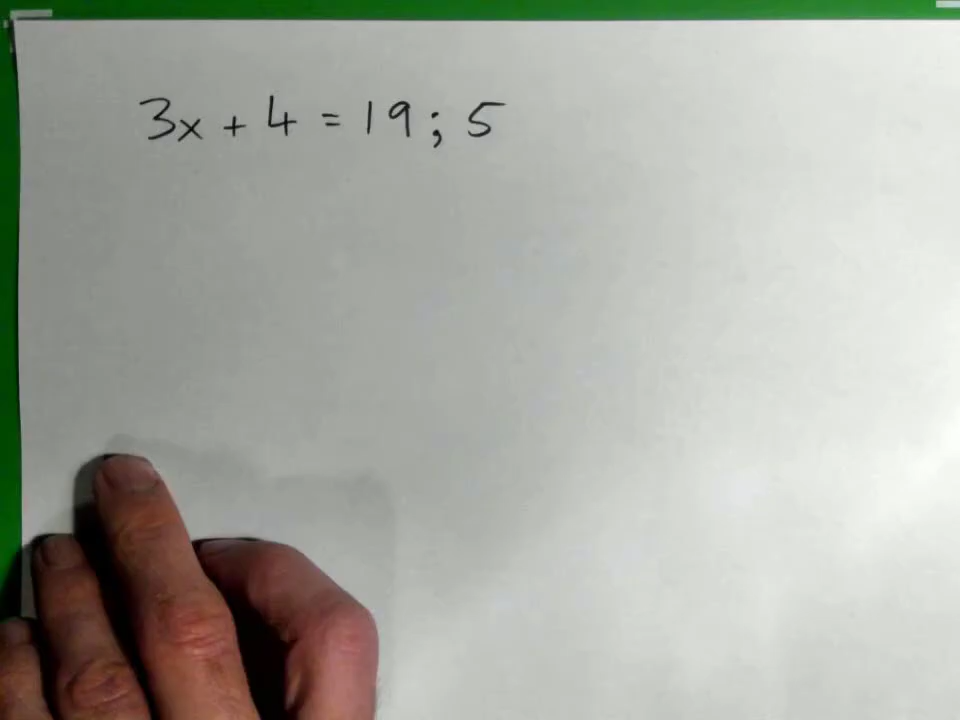 3x + 4 = 19 ; 5